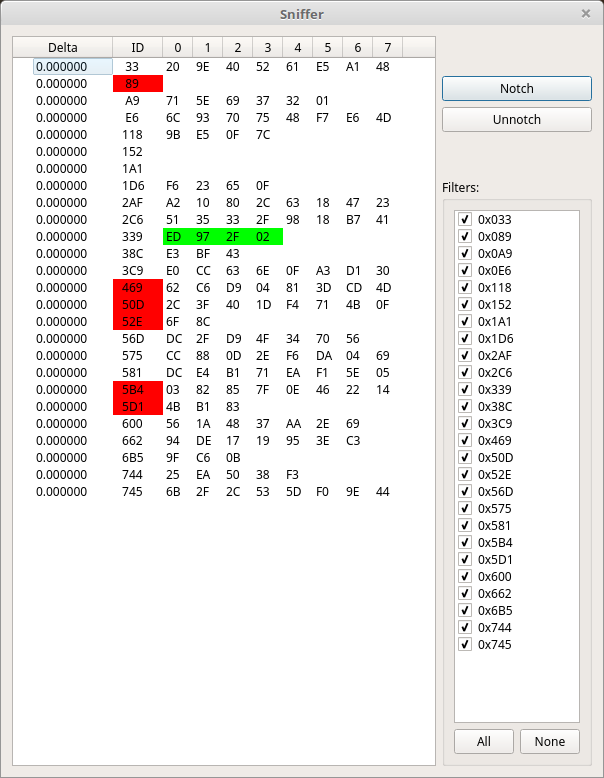 Sniffer
Delta ID 0 1 2 3 4 5 6 7
0.000000 33 20 9E 40 52 61 E5 A1 48
0.000000 89
0.000000 A9 71 5E 69 37 32 01
0.000000 E6 6C 93 70 75 48 F7 E6 4D
0.000000 118 9B E5 0F 7C
0.000000 152
0.000000 1A1
0.000000 1D6 F6 23 65 0F
0.000000 2AF A2 10 80 2C 63 18 47 23
0.000000 2C6 51 35 33 2F 98 18 B7 41
0.000000 339 ED 97 2F 02
0.000000 38C E3 BF 43
0.000000 3C9 E0 CC 63 6E 0F A3 D1 30
0.000000 469 62 C6 D9 04 81 3D CD 4D
0.000000 50D 2C 3F 40 1D F4 71 4B 0F
0.000000 52E 6F 8C
0.000000 56D DC 2F D9 4F 34 70 56
0.000000 575 CC 88 0D 2E F6 DA 04 69
0.000000 581 DC E4 B1 71 EA F1 5E 05
0.000000 5B4 03 82 85 7F 0E 46 22 14
0.000000 5D1 4B B1 83
0.000000 600 56 1A 48 37 AA 2E 69
0.000000 662 94 DE 17 19 95 3E C3
0.000000 6B5 9F C6 0B
0.000000 744 25 EA 50 38 F3
0.000000 745 6B 2F 2C 53 5D F0 9E 44
Notch
Unnotch
Filters:
0x033
0x089
0x0A9
0x0E6
0x118
0x152
0x1A1
0x1D6
0x2AF
0x2C6
0x339
0x38C
0x3C9
0x469
0x50D
0x52E
0x56D
0x575
0x581
0x5B4
0x5D1
0x600
0x662
0x6B5
0x744
0x745
All None